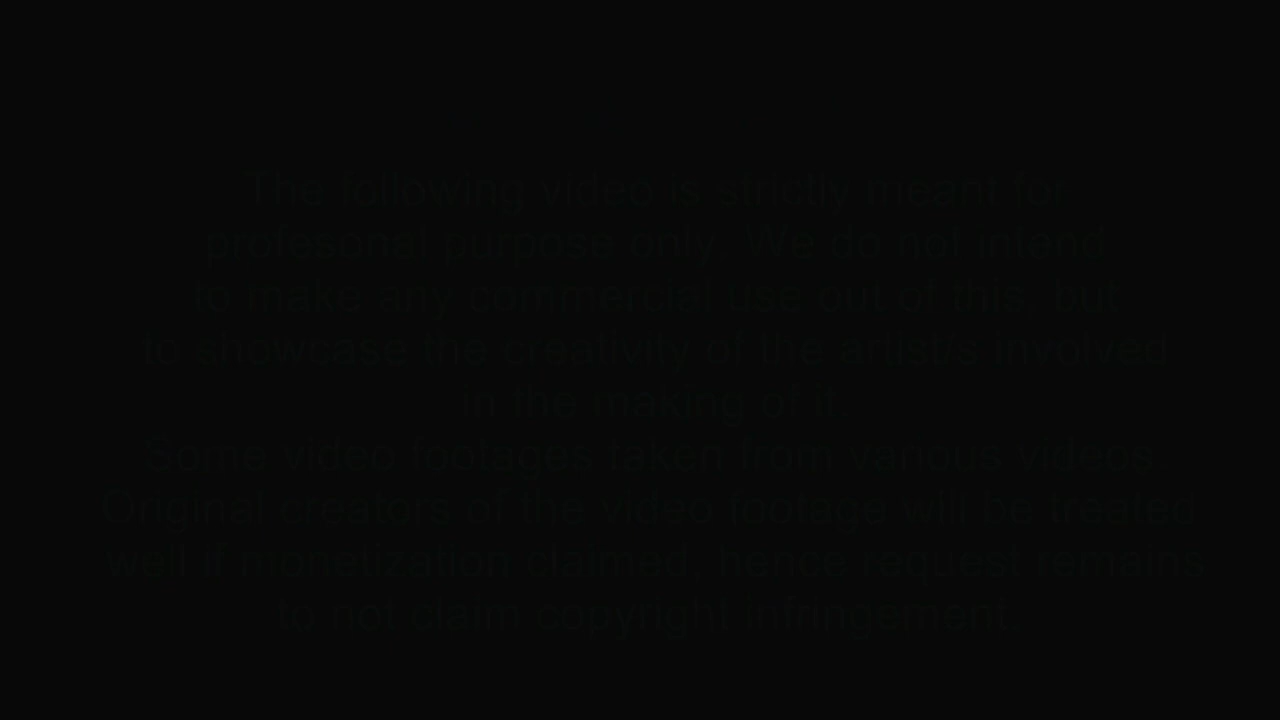 The following video is strictly meant for
profesonal purpose only. We do not intend
to make any commercial use out of this, but
to showcase the creativity of the artist/s involved
in the making of it.
Some video footages taken from various videos.
Original creators of the video footage will be treated
well if monetization claimed, hence request remains
to not claim copyright infringement.